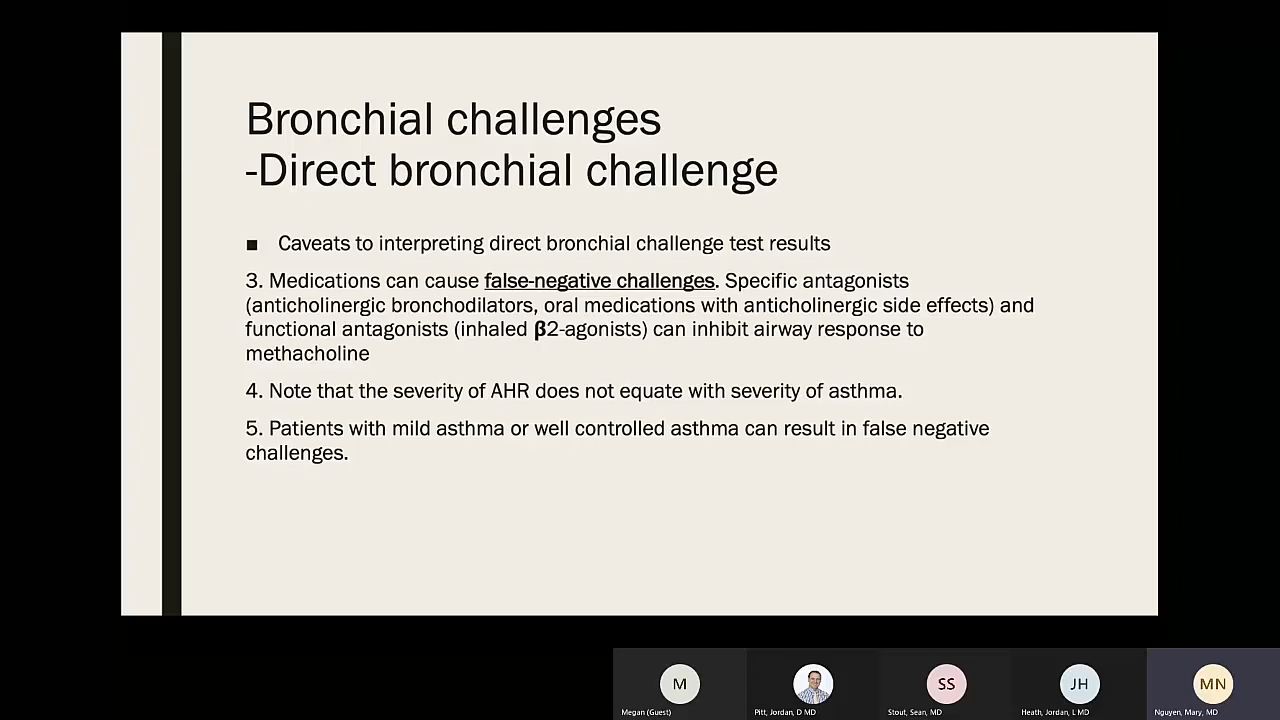 Bronchial challenges
-Direct bronchial challenge
■ Caveats to interpreting direct bronchial challenge test results
3. Medications can cause false-negative challenges. Specific antagonists
(anticholinergic bronchodilators, oral medications with anticholinergic side effects) and
functional antagonists (inhaled β2-agonists) can inhibit airway response to
methacholine
4. Note that the severity of AHR does not equate with severity of asthma.
5. Patients with mild asthma or well controlled asthma can result in false negative
challenges.
M
SS
JH
MN
Megan (Guest)
Pitt, Jordan, D MD
Stout, Sean, MD
Heath, Jordan, L MD
Nguyen, Mary, MD